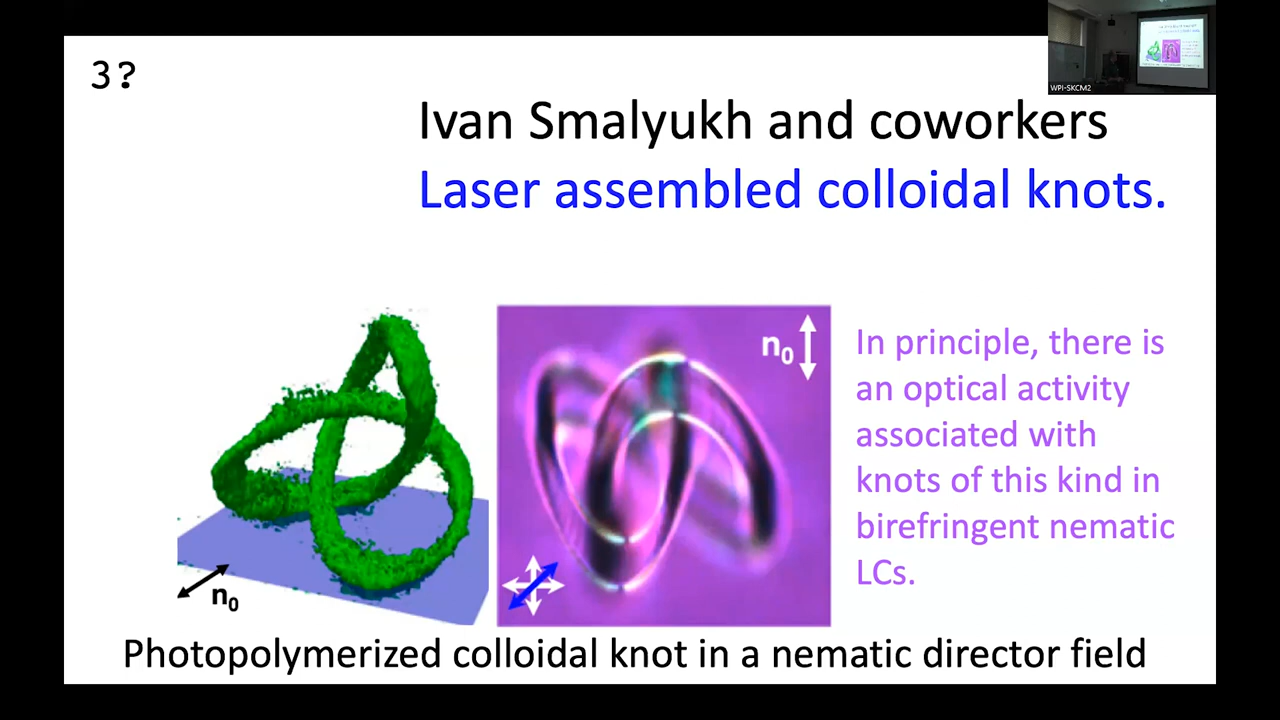 3?
WPI-SKCM2
Ivan Smalyukh and coworkers
Laser assembled colloidal knots.
n₀
n₀
In principle, there is
an optical activity
associated with
knots of this kind in
birefringent nematic
LCs.
Photopolymerized colloidal knot in a nematic director field